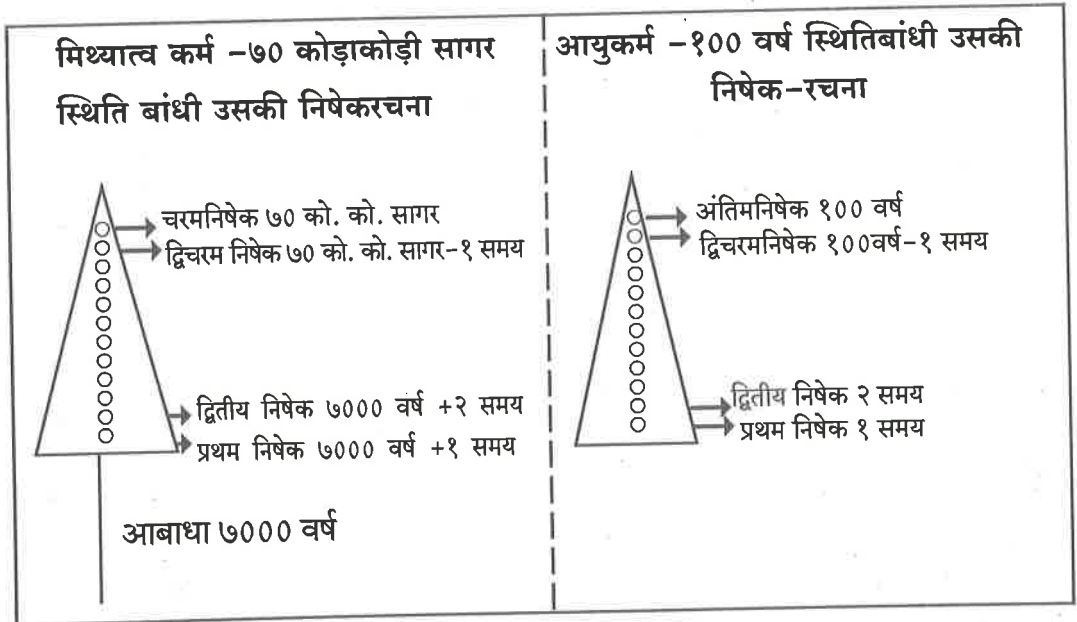 मिथ्यात्व कर्म -७० कोड़ाकोड़ी सागर
स्थिति बांधी उसकी निषेकरचना
चरमनिषेक ७० को. को. सागर
द्विचरम निषेक ७० को. को. सागर-१ समय
द्वितीय निषेक ७००० वर्ष +२ समय
प्रथम निषेक ७००० वर्ष +१ समय
आबाधा ७००० वर्ष
आयुकर्म -१०० वर्ष स्थितिबांधी उसकी
निषेक-रचना
अंतिमनिषेक १०० वर्ष
द्विचरमनिषेक १००वर्ष-१ समय
द्वितीय निषेक २ समय
प्रथम निषेक १ समय